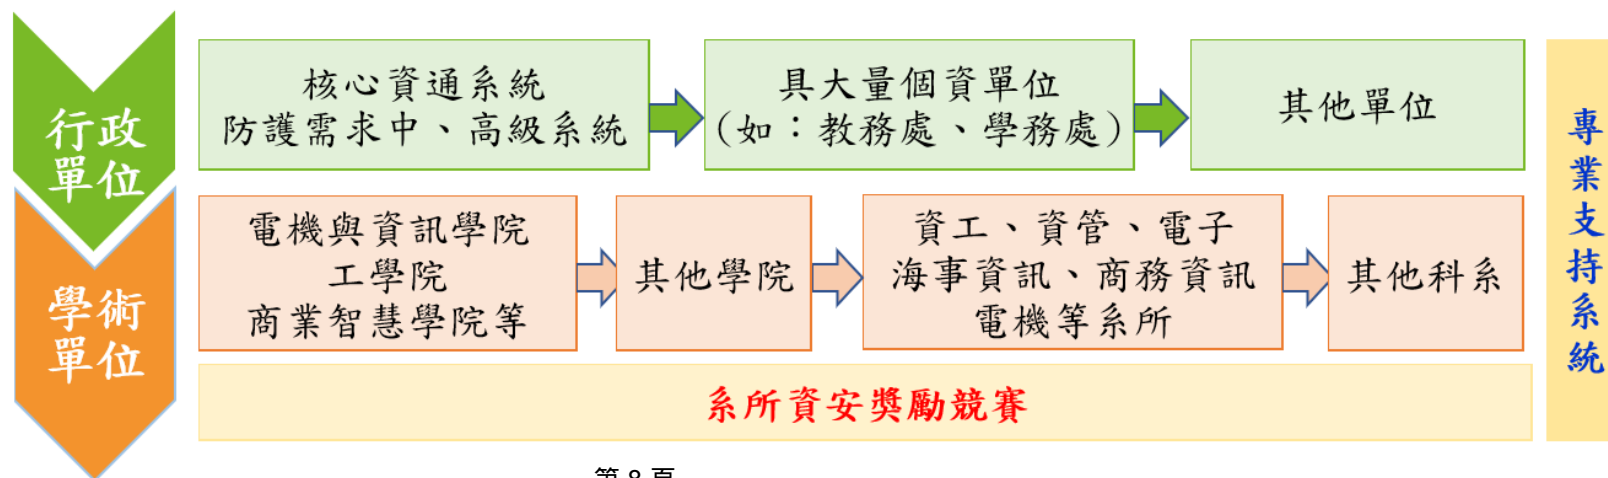 行政
單位
核心資通系統
防護需求中、高級系統
具大量個資單位
(如：教務處、學務處)
其他單位
學術
單位
電機與資訊學院
工學院
商業智慧學院等
其他學院
資工、資管、電子
海事資訊、商務資訊
電機等系所
其他科系
系所資安獎勵競賽
專業支持系統
第 8 頁